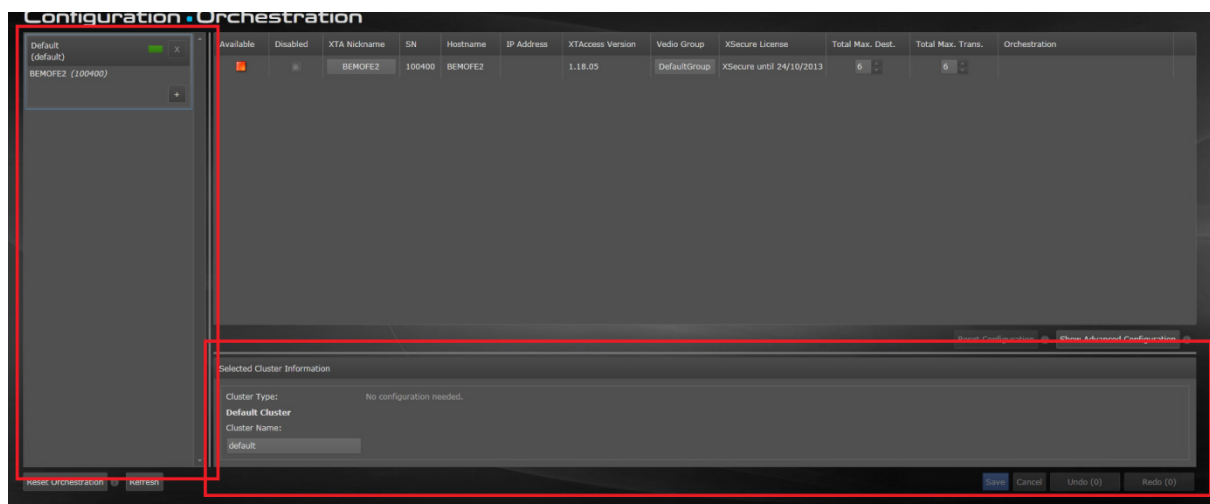 Configuration Orchestration
Default
(default)
X
BEMOFE2 (100400)
+
Available Disabled XTA Nickname SN Hostname IP Address XTAccess Version Vedio Group XSecure License Total Max. Dest. Total Max. Trans. Orchestration
BEMOFE2 100400 BEMOFE2 1.18.05 DefaultGroup XSecure until 24/10/2013 6 6
Reset Configuration Show Advanced Configuration
Selected Cluster Information
Cluster Type: No configuration needed.
Default Cluster
Cluster Name:
default
Reset Orchestration Refresh Save Cancel Undo (0) Redo (0)